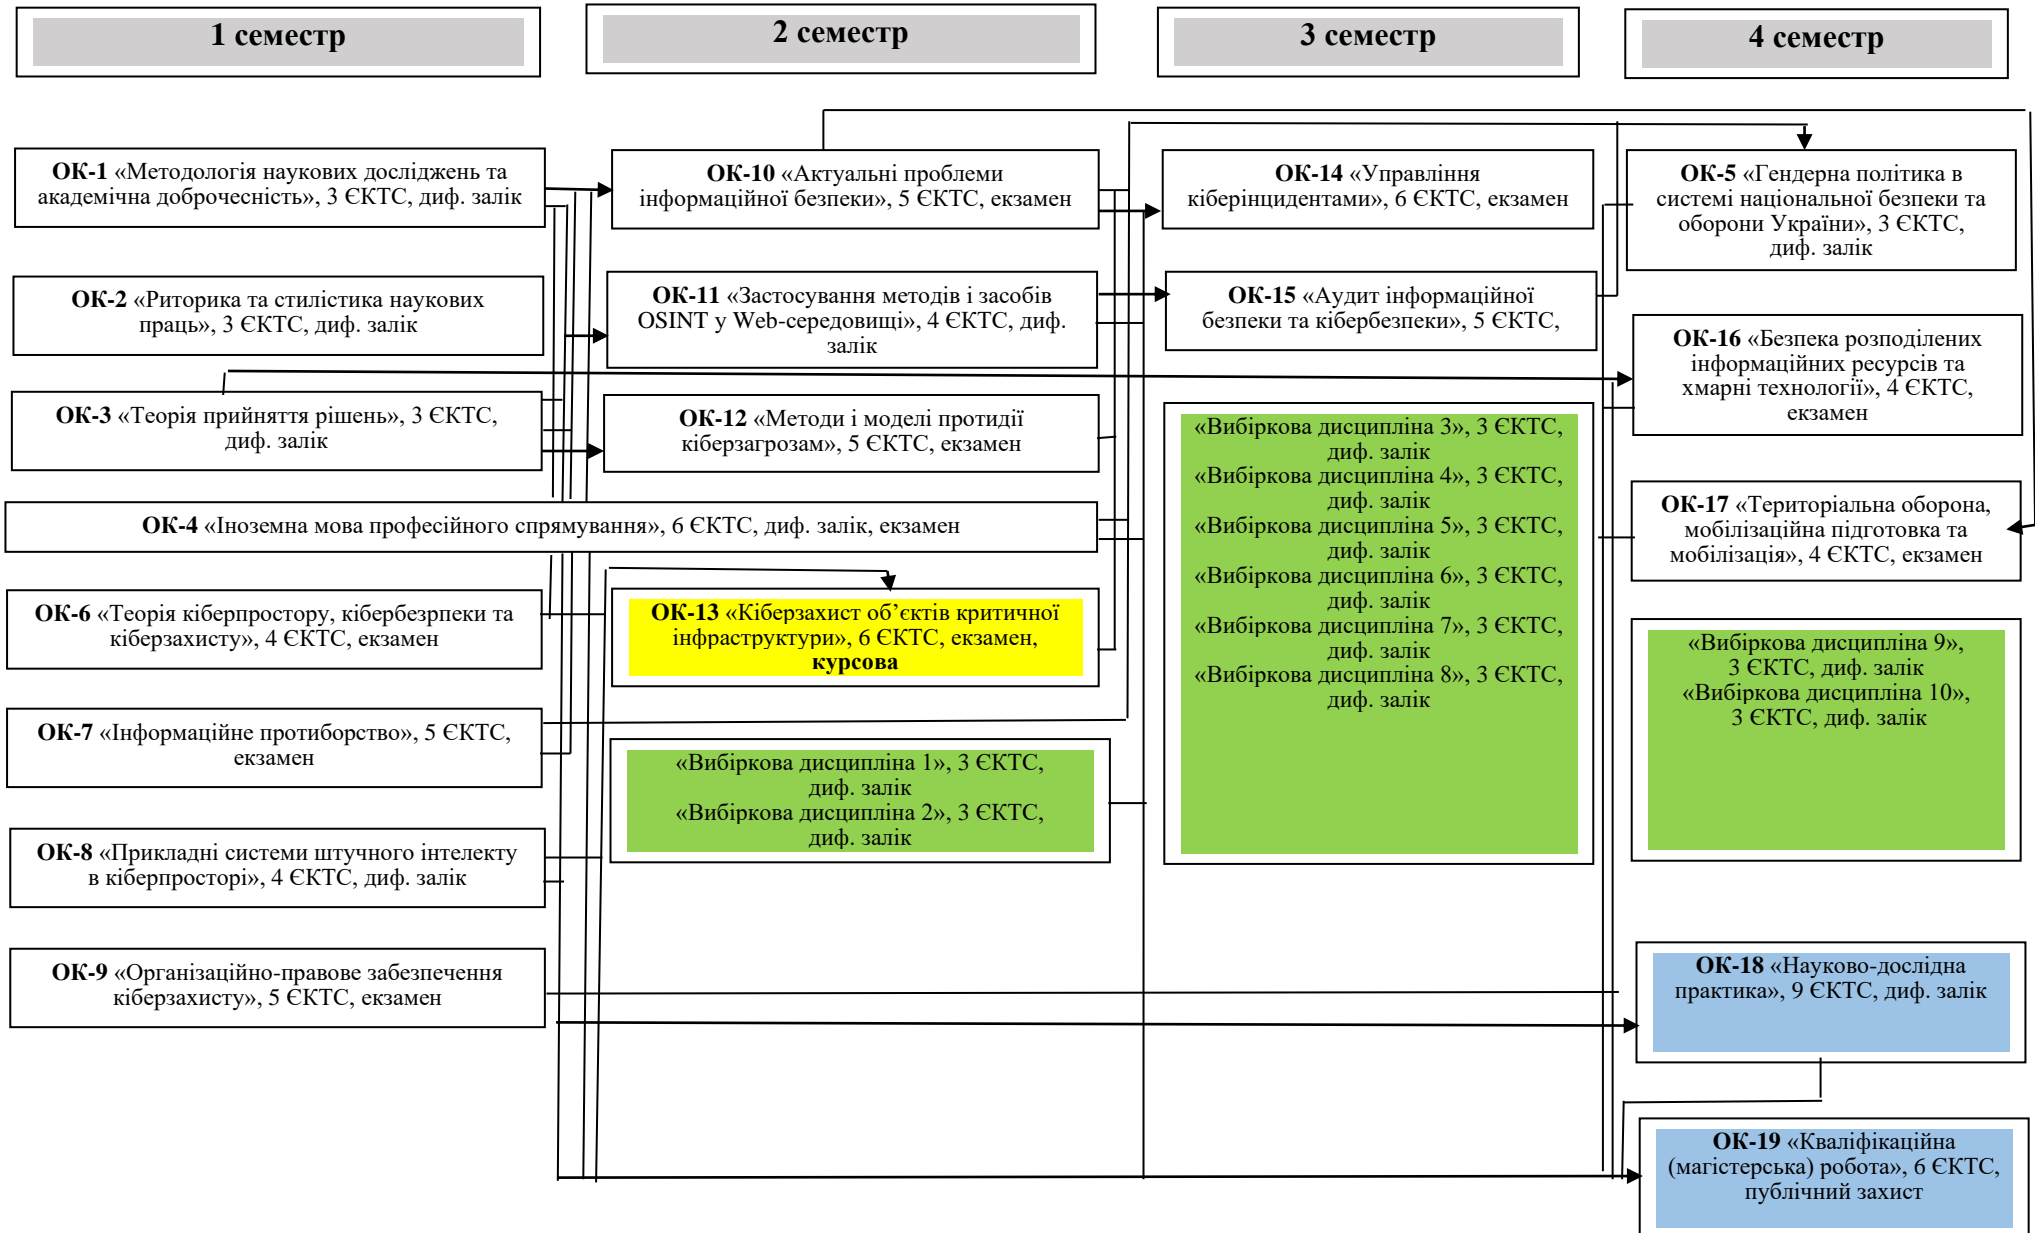 1 семестр
2 семестр
3 семестр
4 семестр
ОК-1 «Методологія наукових досліджень та
академічна доброчесність», 3 ЄКТС, диф. залік
ОК-2 «Риторика та стилістика наукових
праць», 3 ЄКТС, диф. залік
ОК-3 «Теорія прийняття рішень», 3 ЄКТС,
диф. залік
ОК-4 «Іноземна мова професійного спрямування», 6 ЄКТС, диф. залік, екзамен
ОК-6 «Теорія кіберпростору, кібербезрпеки та
кіберзахисту», 4 ЄКТС, екзамен
ОК-7 «Інформаційне протиборство», 5 ЄКТС,
екзамен
ОК-8 «Прикладні системи штучного інтелекту
в кіберпросторі», 4 ЄКТС, диф. залік
ОК-9 «Організаційно-правове забезпечення
кіберзахисту», 5 ЄКТС, екзамен
ОК-10 «Актуальні проблеми
інформаційної безпеки», 5 ЄКТС, екзамен
ОК-11 «Застосування методів і засобів
OSINT у Web-середовищі», 4 ЄКТС, диф.
залік
ОК-12 «Методи і моделі протидії
кіберзагрозам», 5 ЄКТС, екзамен
ОК-13 «Кіберзахист об’єктів критичної
інфраструктури», 6 ЄКТС, екзамен,
курсова
«Вибіркова дисципліна 1», 3 ЄКТС,
диф. залік
«Вибіркова дисципліна 2», 3 ЄКТС,
диф. залік
ОК-14 «Управління
кіберінцидентами», 6 ЄКТС, екзамен
ОК-15 «Аудит інформаційної
безпеки та кібербезпеки», 5 ЄКТС,
«Вибіркова дисципліна 3», 3 ЄКТС,
диф. залік
«Вибіркова дисципліна 4», 3 ЄКТС,
диф. залік
«Вибіркова дисципліна 5», 3 ЄКТС,
диф. залік
«Вибіркова дисципліна 6», 3 ЄКТС,
диф. залік
«Вибіркова дисципліна 7», 3 ЄКТС,
диф. залік
«Вибіркова дисципліна 8», 3 ЄКТС,
диф. залік
ОК-5 «Гендерна політика в
системі національної безпеки та
оборони України», 3 ЄКТС,
диф. залік
ОК-16 «Безпека розподілених
інформаційних ресурсів та
хмарні технології», 4 ЄКТС,
екзамен
ОК-17 «Територіальна оборона,
мобілізаційна підготовка та
мобілізація», 4 ЄКТС, екзамен
«Вибіркова дисципліна 9»,
3 ЄКТС, диф. залік
«Вибіркова дисципліна 10»,
3 ЄКТС, диф. залік
ОК-18 «Науково-дослідна
практика», 9 ЄКТС, диф. залік
ОК-19 «Кваліфікаційна
(магістерська) робота», 6 ЄКТС,
публічний захист